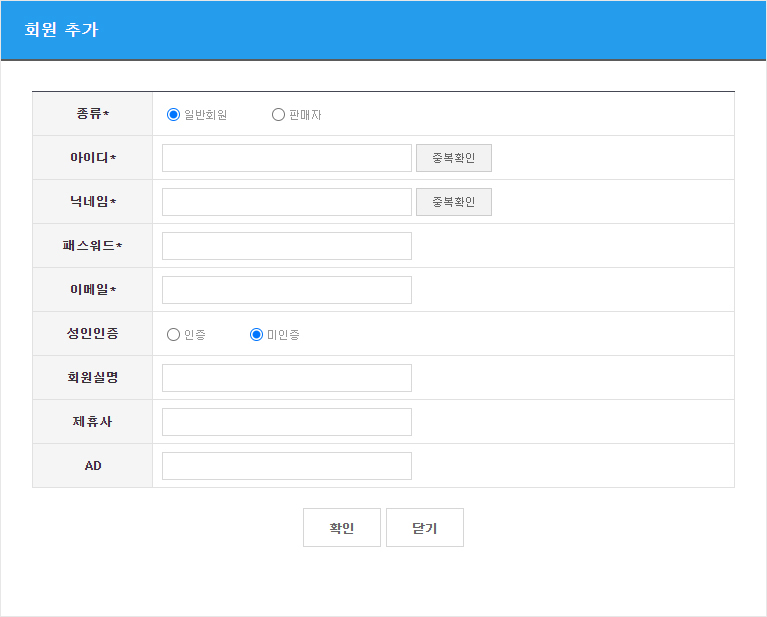 회원 추가
종류* 일반회원 판매자
아이디* 중복확인
닉네임* 중복확인
패스워드*
이메일*
성인인증 인증 미인증
회원실명
제휴사
AD
확인 닫기